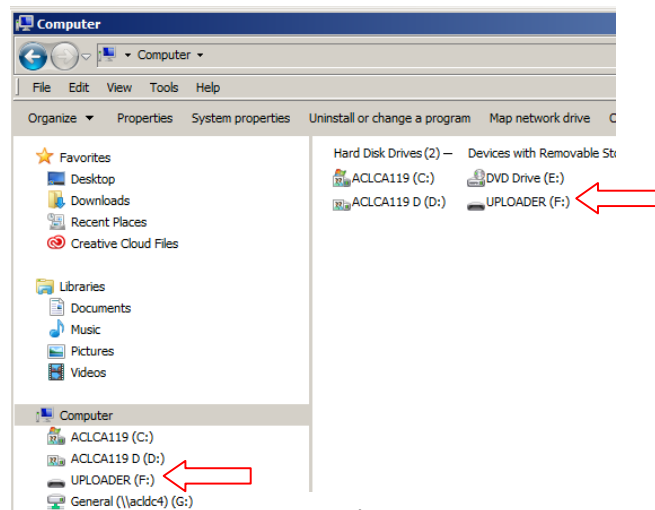 Computer
Computer
File Edit View Tools Help
Organize Properties System properties Uninstall or change a program Map network drive
Favorites
Desktop
Downloads
Recent Places
Creative Cloud Files
Libraries
Documents
Music
Pictures
Videos
Computer
ACLCA119 (C:)
ACLCA119 D (D:)
UPLOADER (F:)
General (\\acldc4) (G:)
Hard Disk Drives (2) Devices with Removable
ACLCA119 (C:) DVD Drive (E:)
ACLCA119 D (D:) UPLOADER (F:)